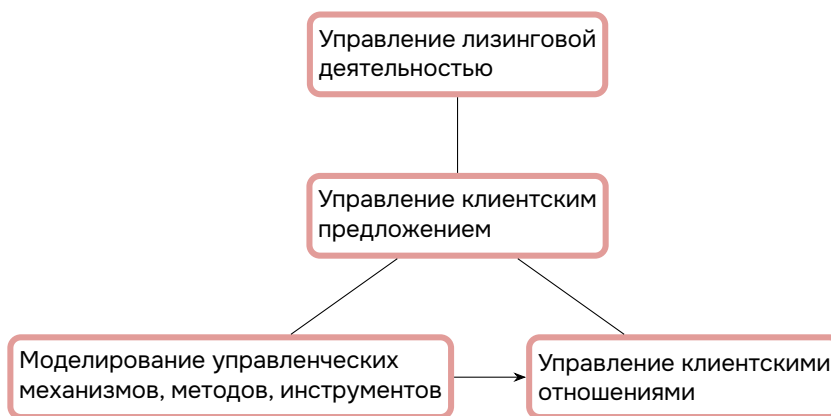 Управление лизинговой
деятельностью
Управление клиентским
предложением
Моделирование управленческих
механизмов, методов, инструментов
Управление клиентскими
отношениями